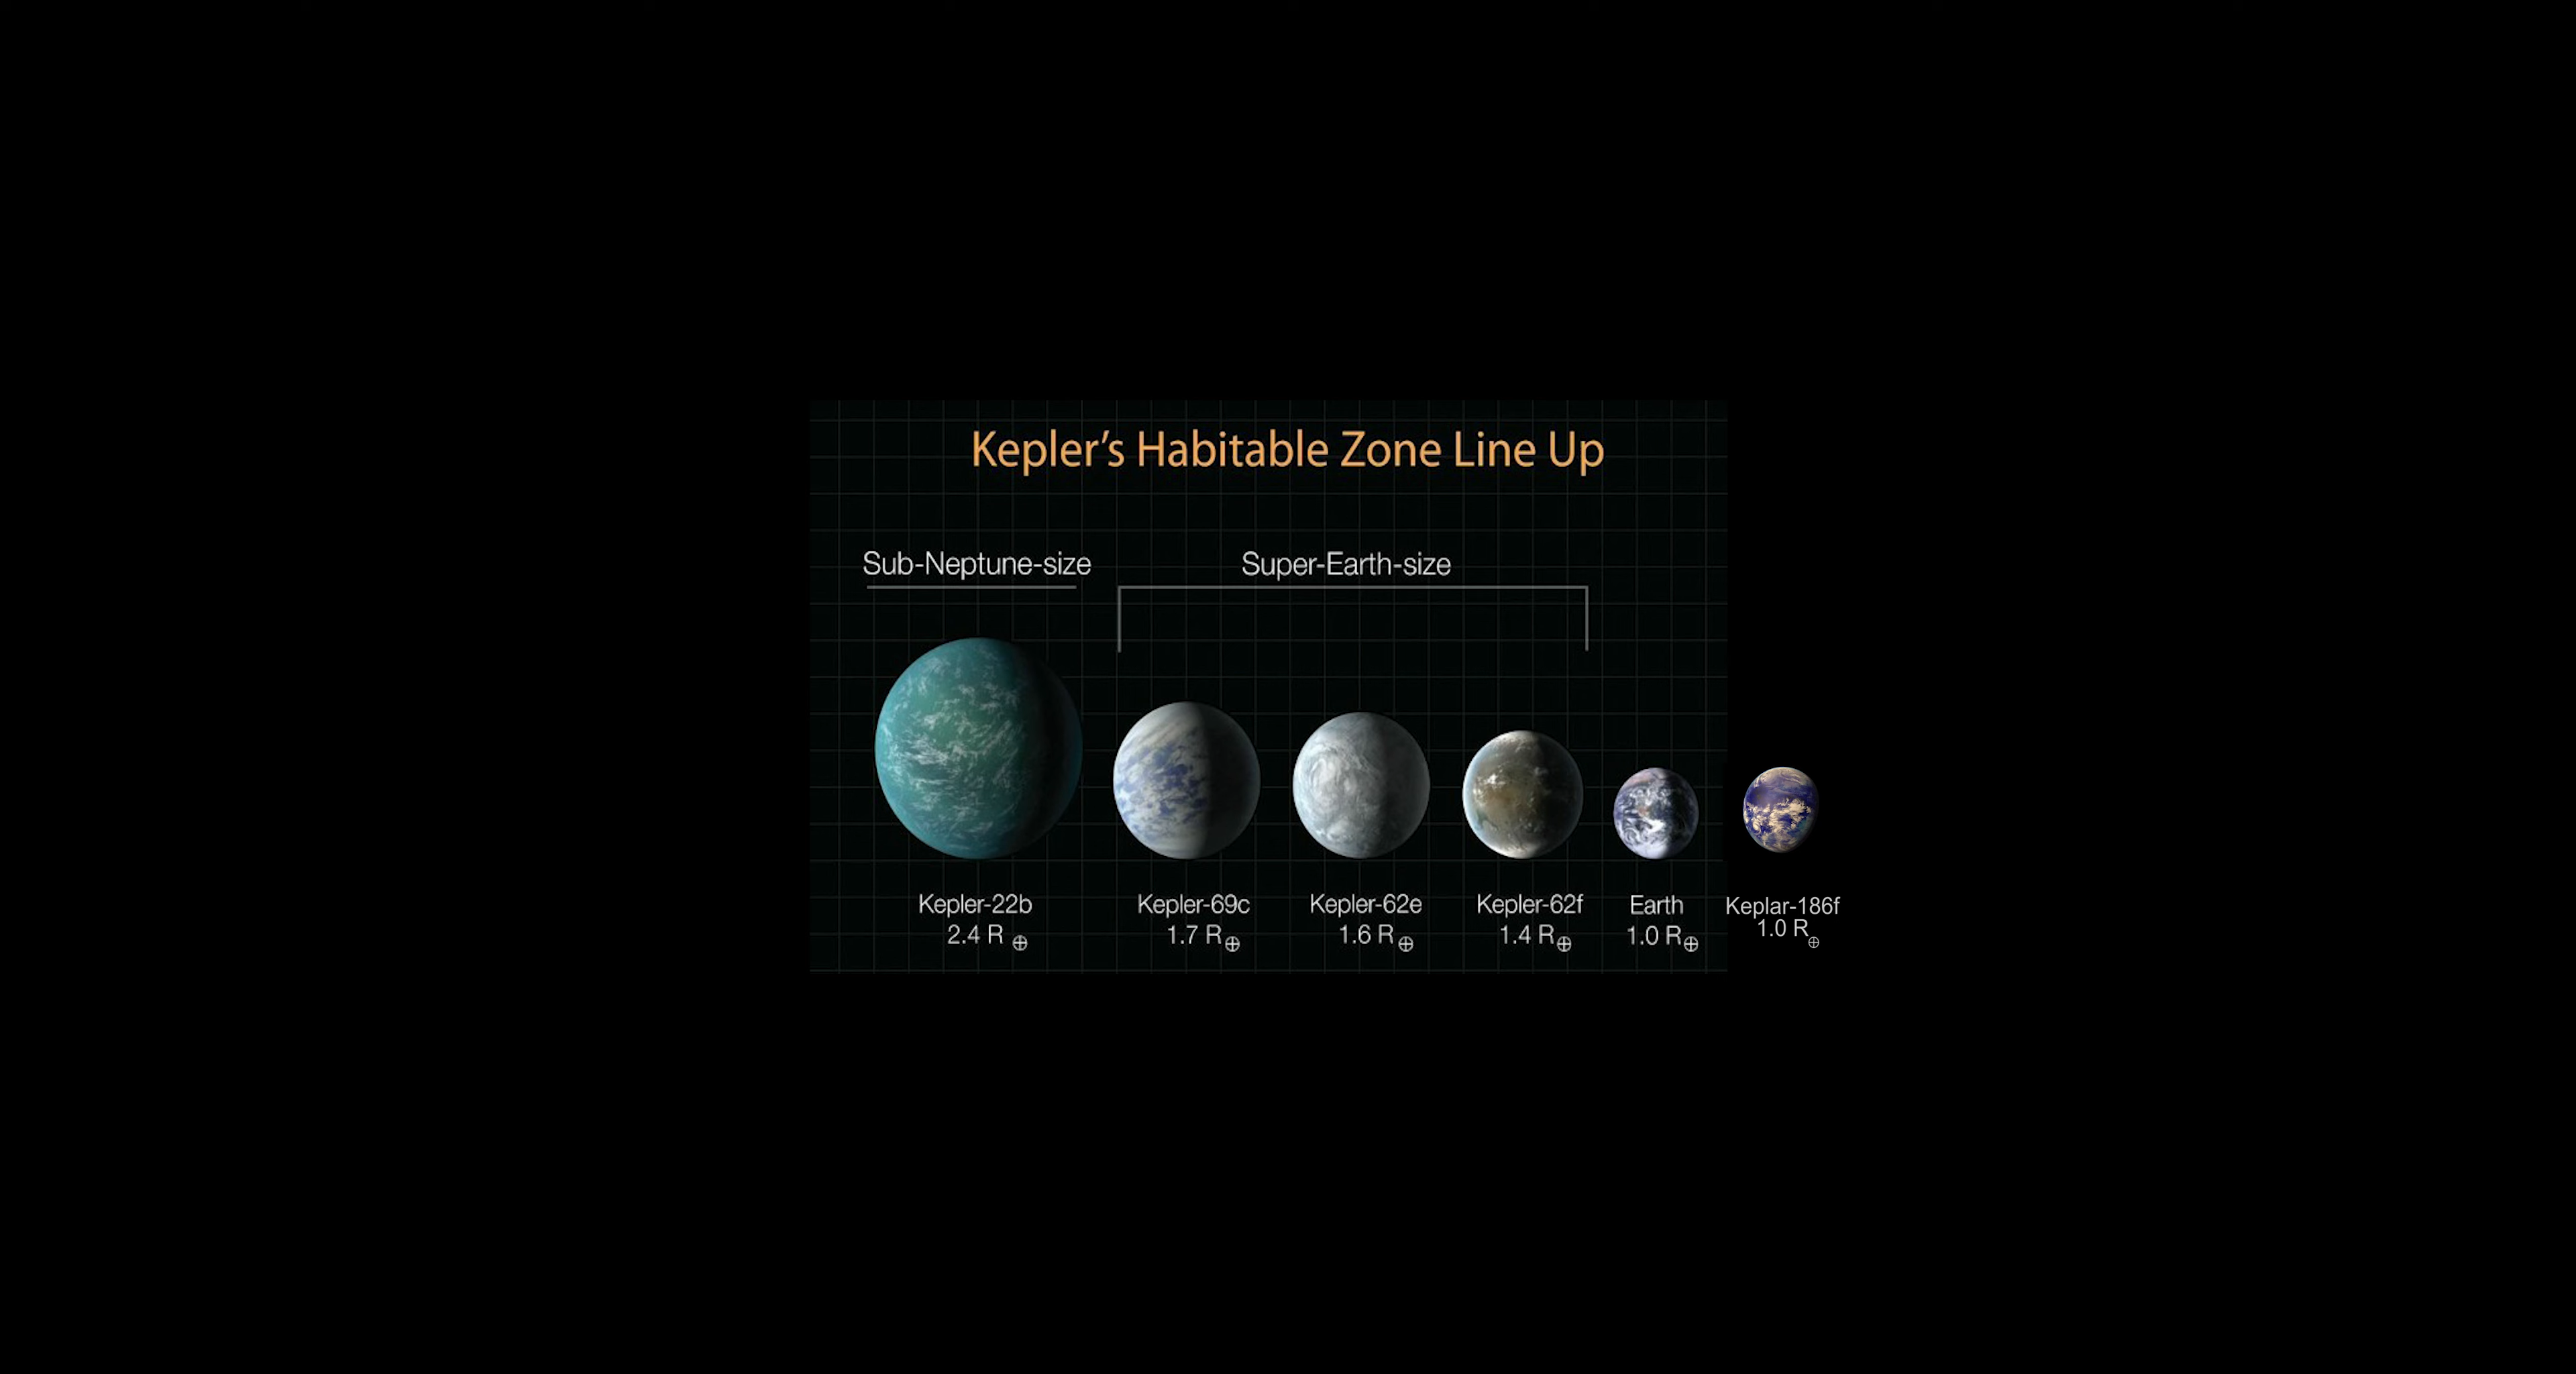 Kepler’s Habitable Zone Line Up
Sub-Neptune-size
Super-Earth-size
Kepler-22b
2.4 R ⊕
Kepler-69c
1.7 R⊕
Kepler-62e
1.6 R⊕
Kepler-62f
1.4 R⊕
Earth
1.0 R⊕
Keplar-186f
1.0 R⊕